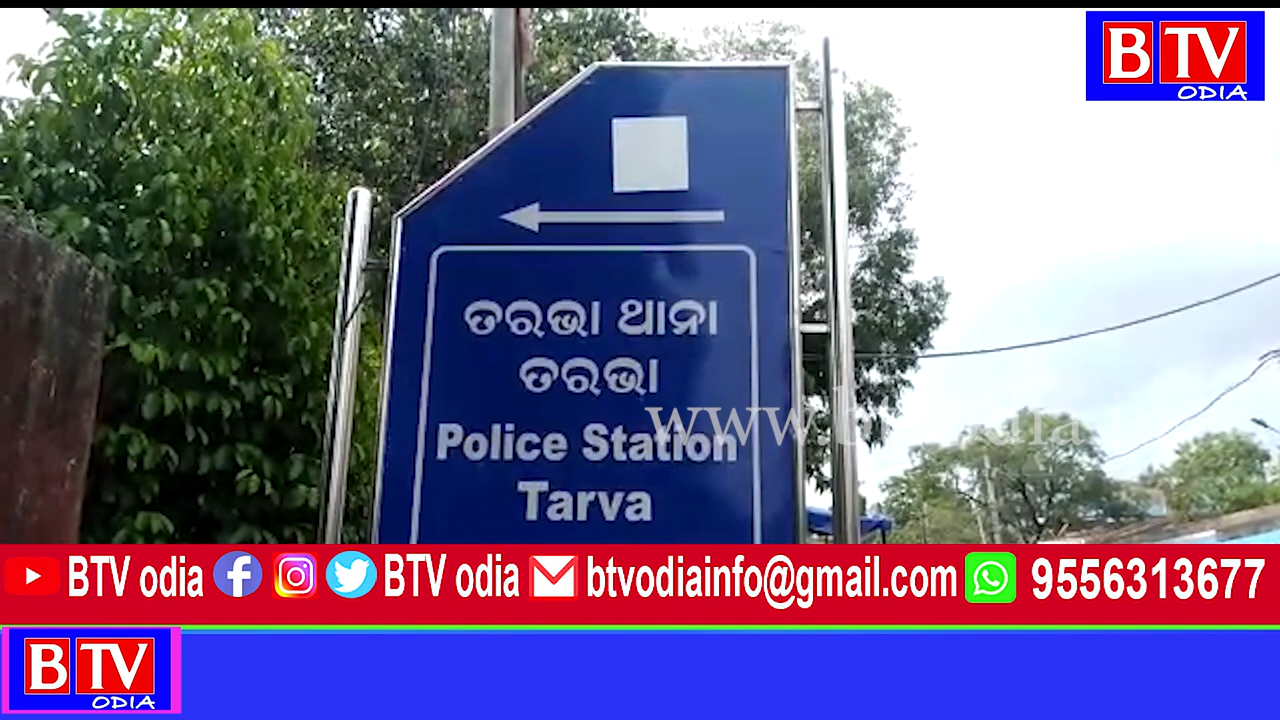 BTV
ODIA
ତରଭା ଥାନା
ତରଭା
Police Station
Tarva
BTV odia BTV odia btvodiainfo@gmail.com 9556313677
BTV
ODIA